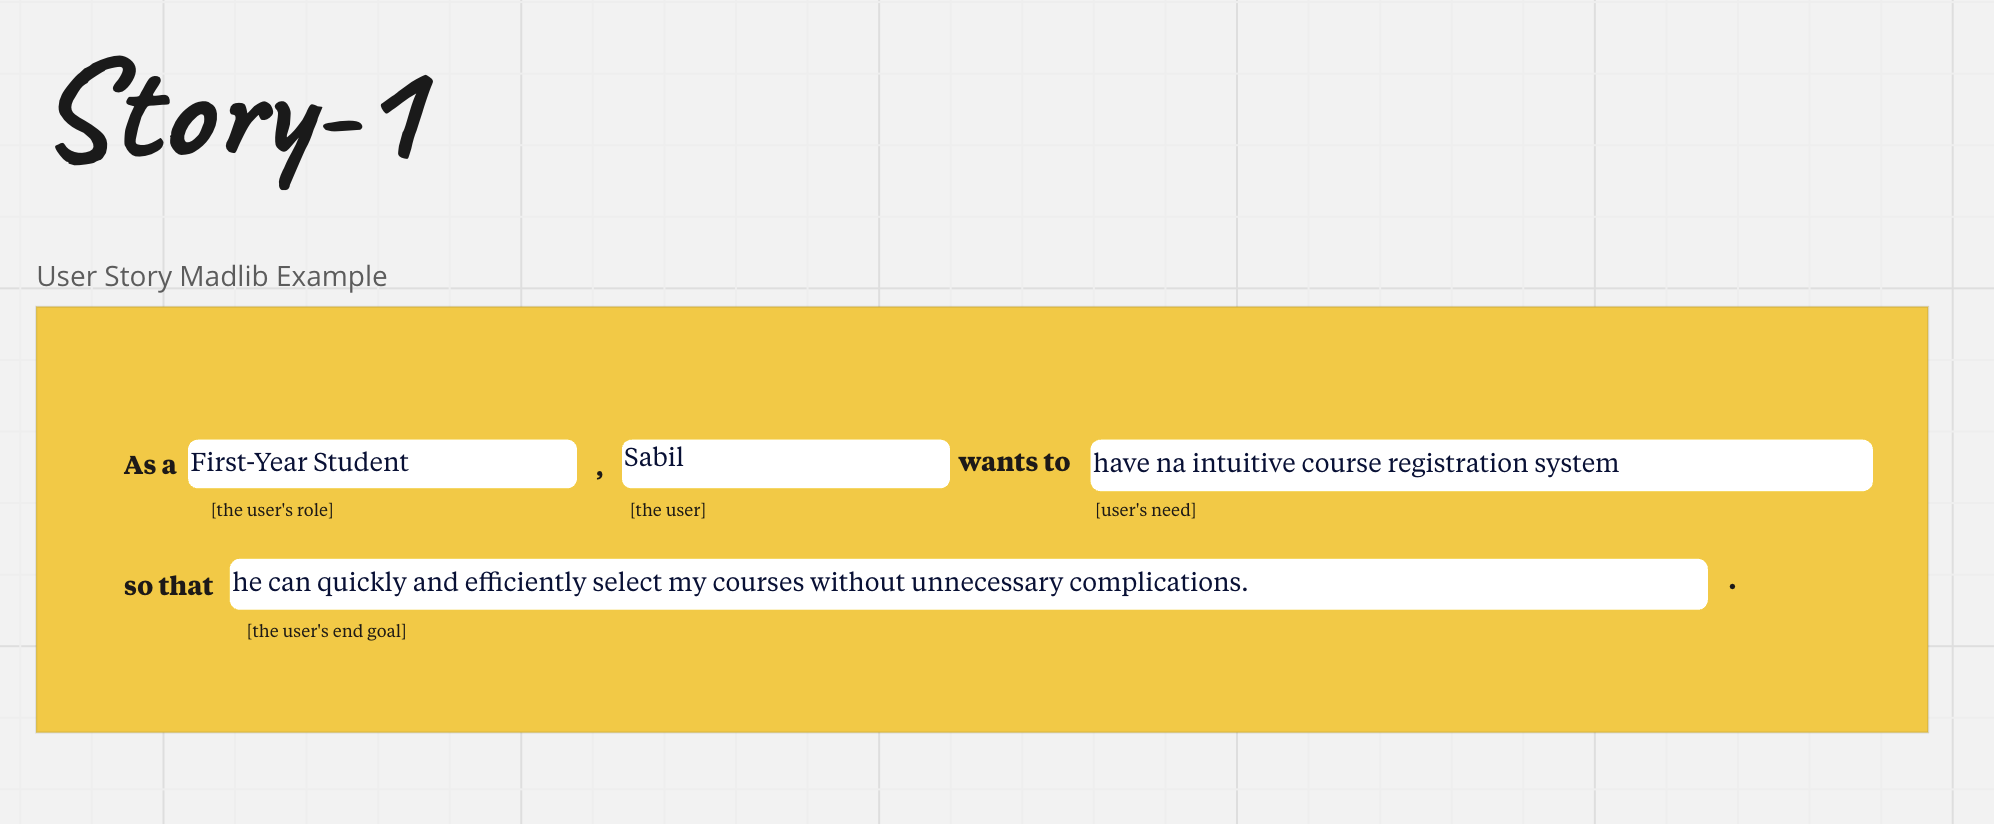 Story-1
User Story Madlib Example
As a First-Year Student , Sabil wants to have na intuitive course registration system
[the user's role] [the user] [user's need]
so that he can quickly and efficiently select my courses without unnecessary complications. .
[the user's end goal]